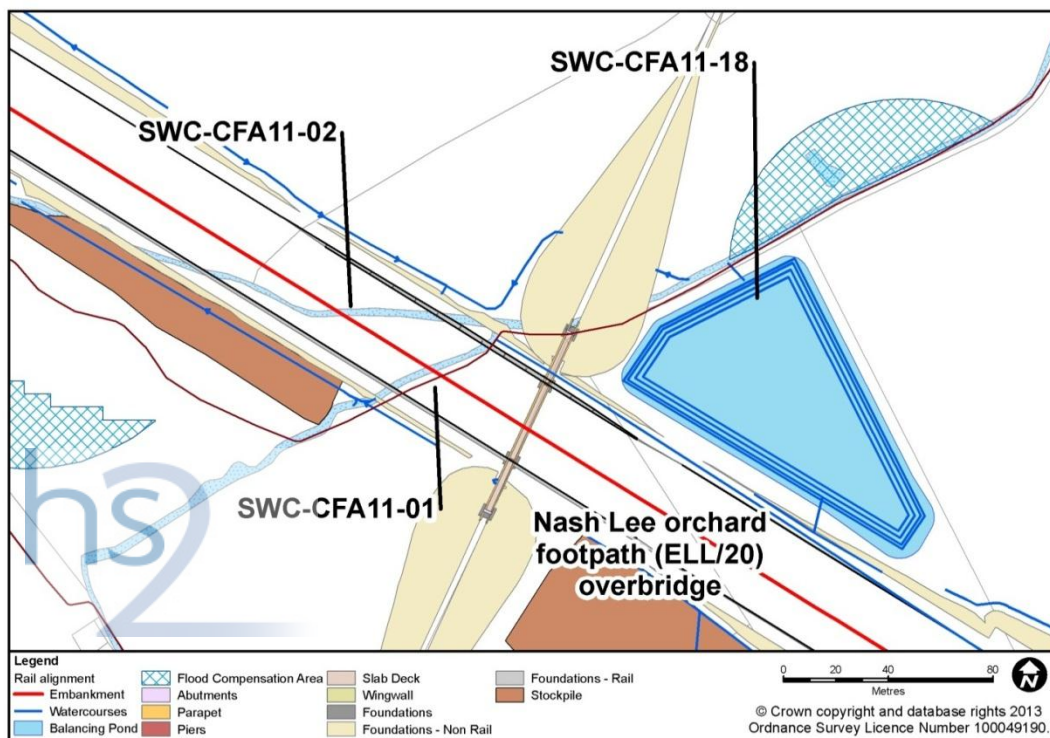 SWC-CFA11-18
SWC-CFA11-02
SWC-CFA11-01
Nash Lee orchard
footpath (ELL/20)
overbridge
hs2
Legend
Rail alignment
Embankment
Watercourses
Balancing Pond
Flood Compensation Area
Abutments
Parapet
Piers
Slab Deck
Wingwall
Foundations
Foundations - Non Rail
Foundations - Rail
Stockpile
0 20 40 80
Metres
N
© Crown copyright and database rights 2013
Ordnance Survey Licence Number 100049190.